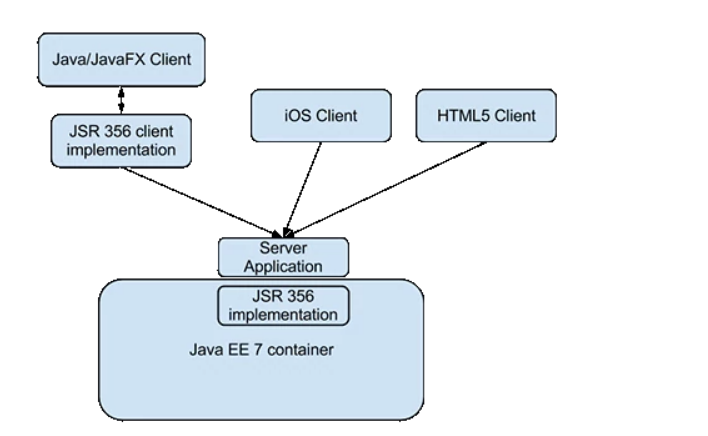 Java/JavaFX Client
JSR 356 client
implementation
iOS Client
HTML5 Client
Server
Application
JSR 356
implementation
Java EE 7 container